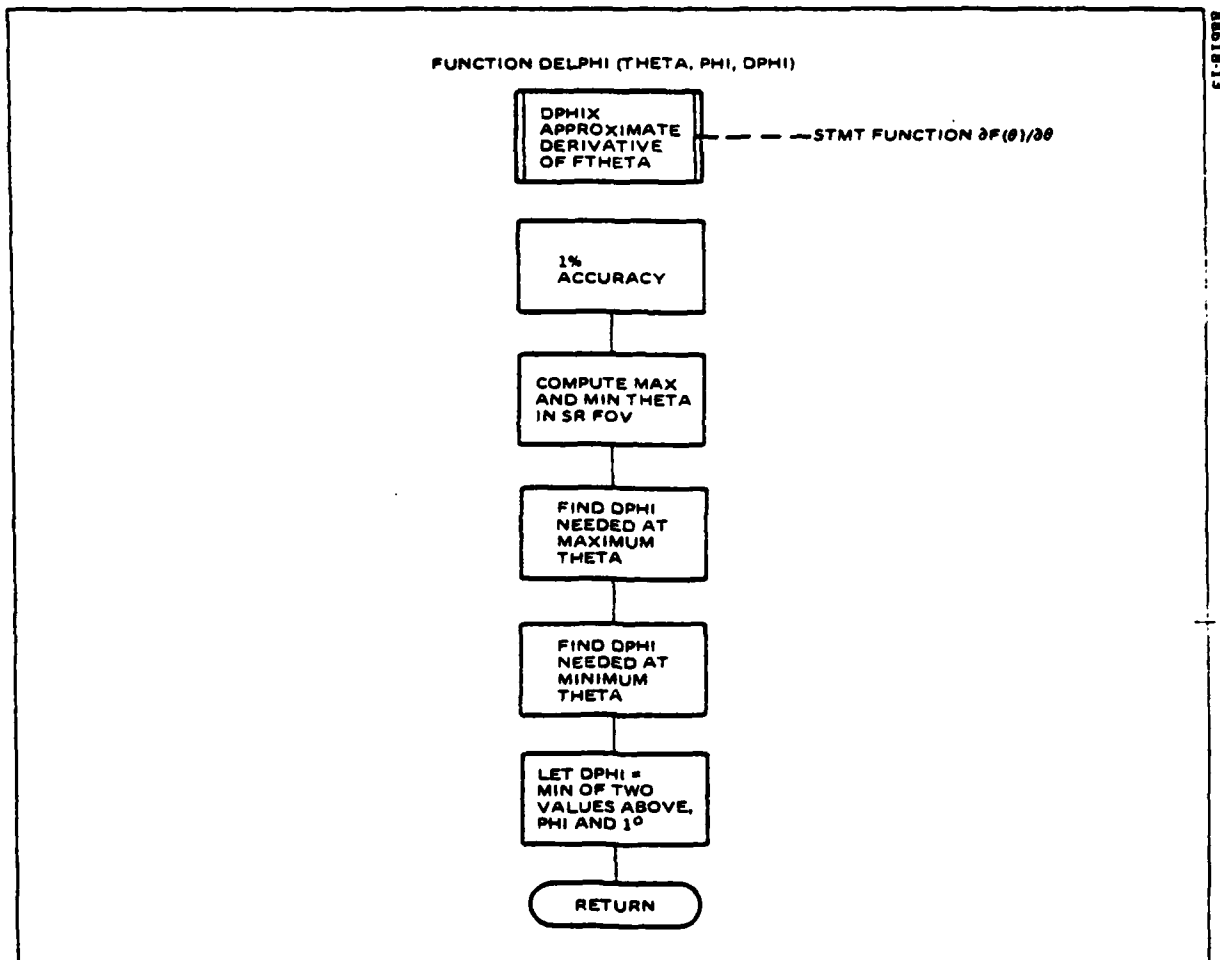 FUNCTION DELPHI (THETA, PHI, DPHI)
DPHIX
APPROXIMATE
DERIVATIVE
OF FTHETA
STMT FUNCTION ∂F(θ)/∂θ
1%
ACCURACY
COMPUTE MAX
AND MIN THETA
IN SR FOV
FIND DPHI
NEEDED AT
MAXIMUM
THETA
FIND DPHI
NEEDED AT
MINIMUM
THETA
LET DPHI =
MIN OF TWO
VALUES ABOVE,
PHI AND 1°
RETURN